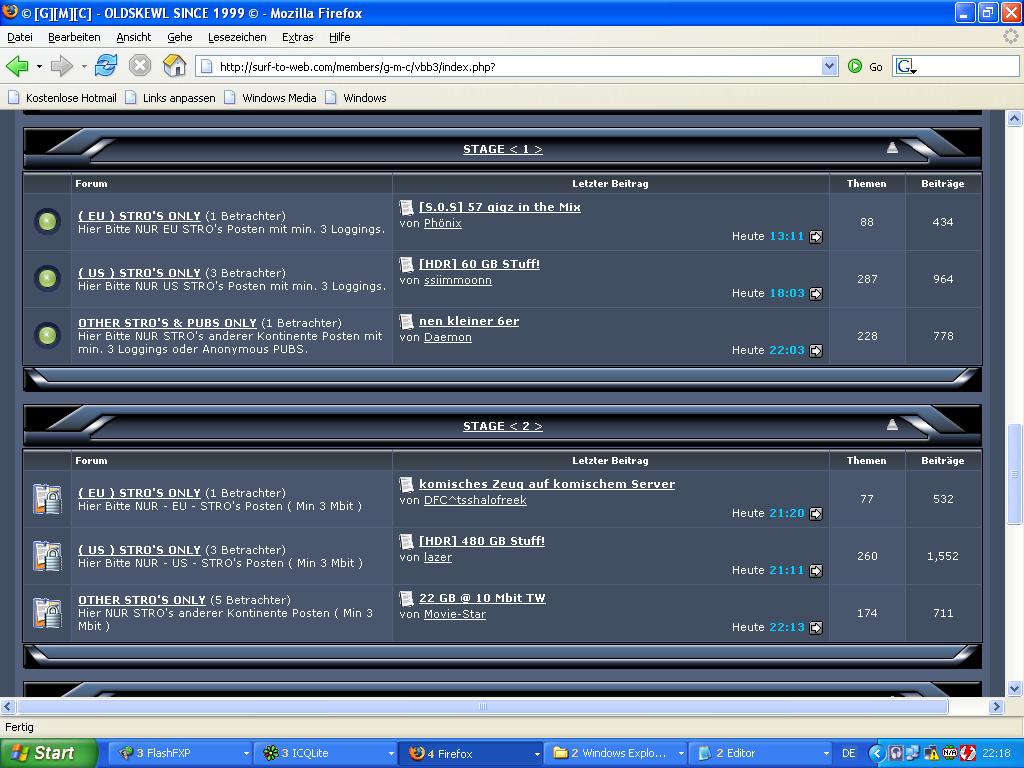 © [G][M][C] - OLDSKEWL SINCE 1999 © - Mozilla Firefox
Datei Bearbeiten Ansicht Gehe Lesezeichen Extras Hilfe
http://surf-to-web.com/members/g-m-c/vbb3/index.php? Go G
Kostenlose Hotmail Links anpassen Windows Media Windows
STAGE < 1 >
Forum Letzter Beitrag Themen Beiträge
( EU ) STRO'S ONLY (1 Betrachter)
Hier Bitte NUR EU STRO's Posten mit min. 3 Loggings.
[S.O.S] 57 gigz in the Mix
von Phönix
Heute 13:11
88 434
( US ) STRO'S ONLY (3 Betrachter)
Hier Bitte NUR US STRO's Posten mit min. 3 Loggings.
[HDR] 60 GB STuff!
von ssiimmoonn
Heute 18:03
287 964
OTHER STRO'S & PUBS ONLY (1 Betrachter)
Hier Bitte NUR STRO's anderer Kontinente Posten mit
min. 3 Loggings oder Anonymous PUBS.
nen kleiner 6er
von Daemon
Heute 22:03
228 778
STAGE < 2 >
Forum Letzter Beitrag Themen Beiträge
( EU ) STRO'S ONLY (1 Betrachter)
Hier Bitte NUR - EU - STRO's Posten ( Min 3 Mbit )
komisches Zeug auf komischem Server
von DFC^tsshalofreek
Heute 21:20
77 532
( US ) STRO'S ONLY (3 Betrachter)
Hier Bitte NUR - US - STRO's Posten ( Min 3 Mbit )
[HDR] 480 GB Stuff!
von lazer
Heute 21:11
260 1,552
OTHER STRO'S ONLY (5 Betrachter)
Hier NUR STRO's anderer Kontinente Posten ( Min 3
Mbit )
22 GB @ 10 Mbit TW
von Movie-Star
Heute 22:13
174 711
Fertig
Start 3 FlashFXP 3 ICQLite 4 Firefox 2 Windows Explo... 2 Editor DE N/A 22:18